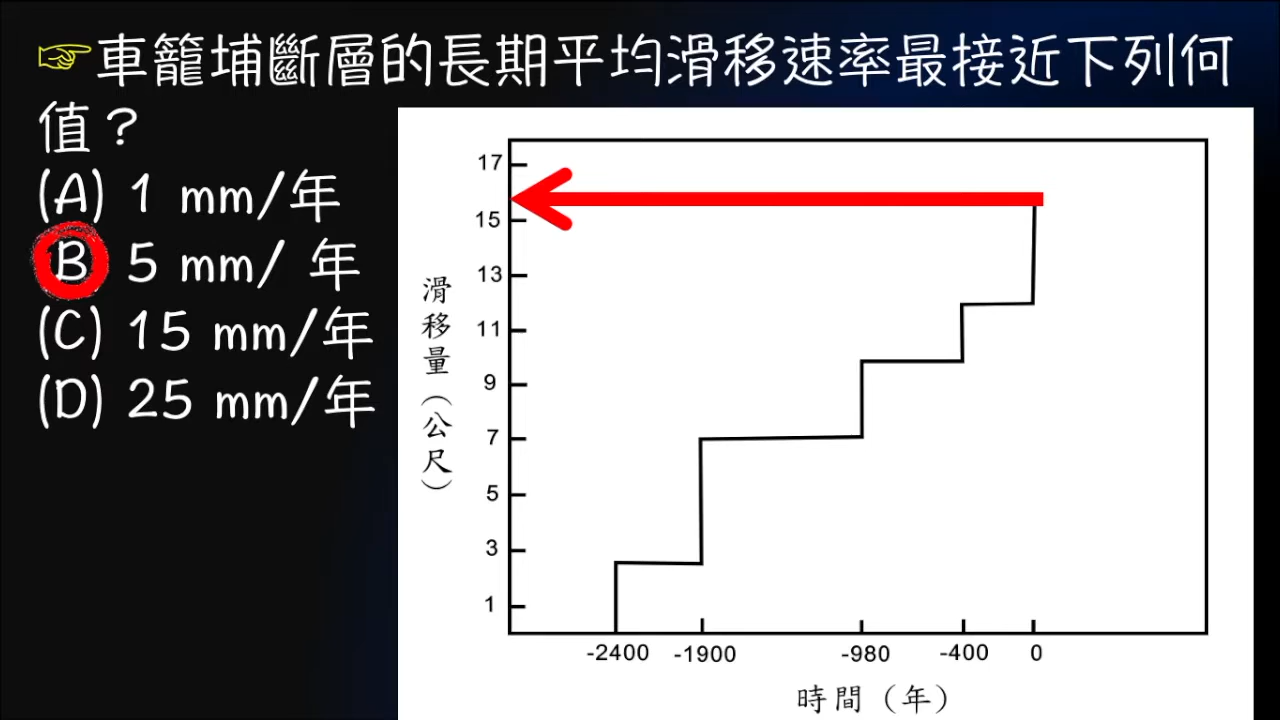 ☞車籠埔斷層的長期平均滑移速率最接近下列何
值？
(A) 1 mm/年
B 5 mm/ 年
(C) 15 mm/年
(D) 25 mm/年
17
15
13
11
9
7
5
3
1
滑移量（公尺）
-2400 -1900 -980 -400 0
時間（年）